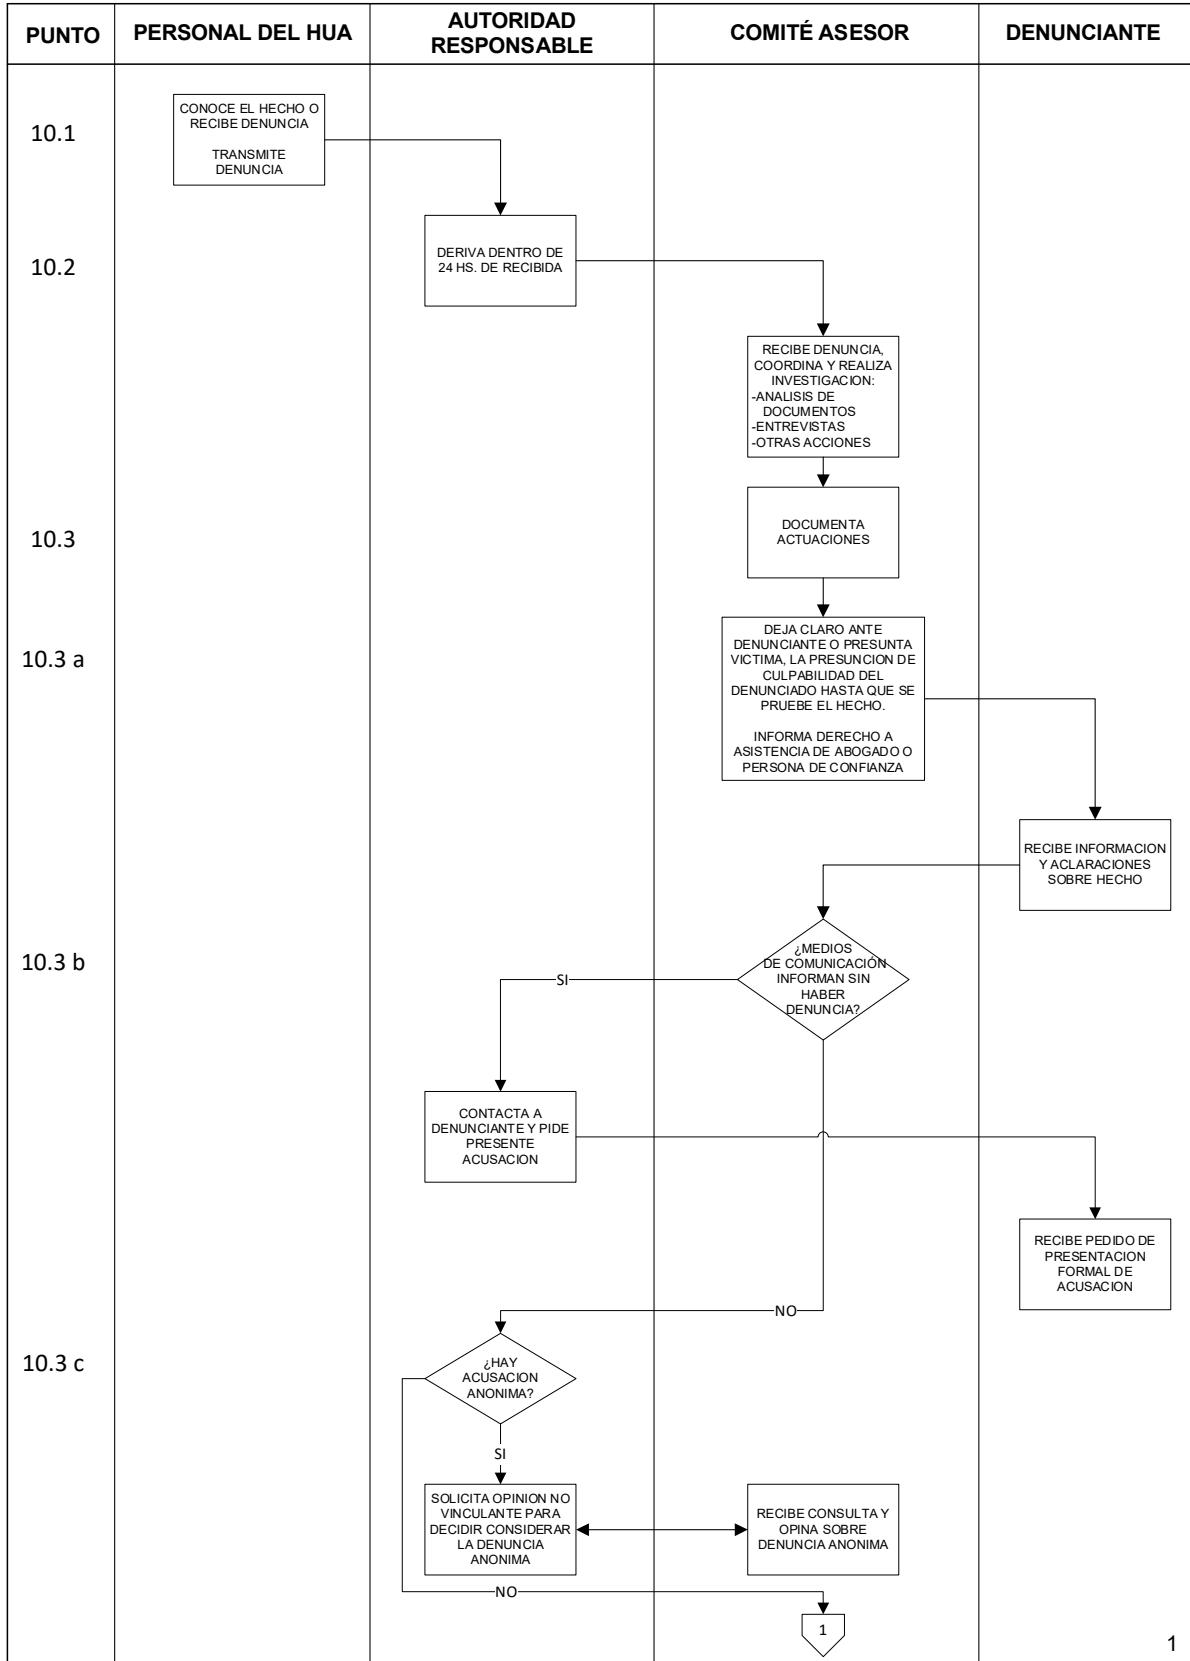 PUNTO
PERSONAL DEL HUA
AUTORIDAD
RESPONSABLE
COMITÉ ASESOR
DENUNCIANTE
10.1
CONOCE EL HECHO O
RECIBE DENUNCIA
TRANSMITE
DENUNCIA
10.2
DERIVA DENTRO DE
24 HS. DE RECIBIDA
RECIBE DENUNCIA,
COORDINA Y REALIZA
INVESTIGACION:
-ANALISIS DE
DOCUMENTOS
-ENTREVISTAS
-OTRAS ACCIONES
10.3
DOCUMENTA
ACTUACIONES
10.3 a
DEJA CLARO ANTE
DENUNCIANTE O PRESUNTA
VICTIMA, LA PRESUNCION DE
CULPABILIDAD DEL
DENUNCIADO HASTA QUE SE
PRUEBE EL HECHO.
INFORMA DERECHO A
ASISTENCIA DE ABOGADO O
PERSONA DE CONFIANZA
RECIBE INFORMACION
Y ACLARACIONES
SOBRE HECHO
10.3 b
¿MEDIOS
DE COMUNICACIÓN
INFORMAN SIN
HABER
DENUNCIA?
SI
CONTACTA A
DENUNCIANTE Y PIDE
PRESENTE
ACUSACION
RECIBE PEDIDO DE
PRESENTACION
FORMAL DE
ACUSACION
NO
10.3 c
¿HAY
ACUSACION
ANONIMA?
SI
SOLICITA OPINION NO
VINCULANTE PARA
DECIDIR CONSIDERAR
LA DENUNCIA
ANONIMA
RECIBE CONSULTA Y
OPINA SOBRE
DENUNCIA ANONIMA
NO
1
1